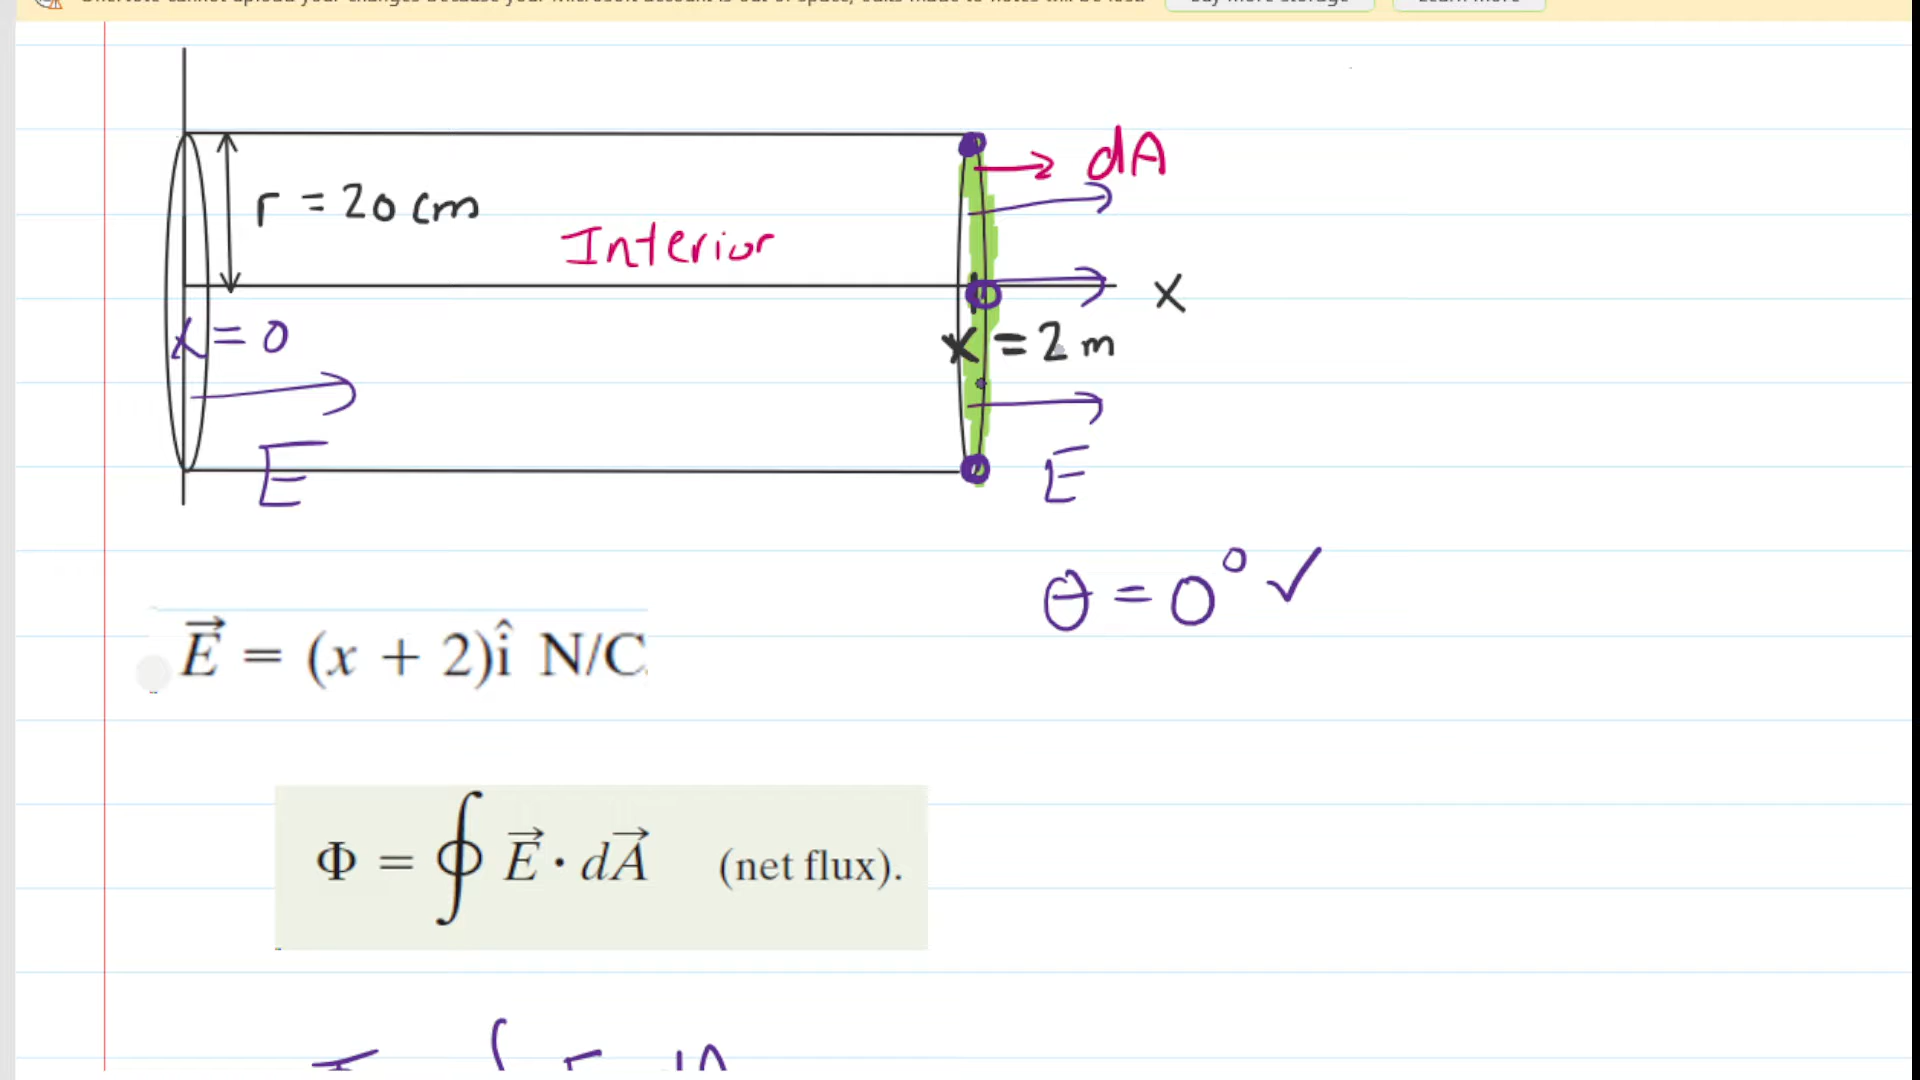 dA
r = 20 cm
Interior
x
x = 0
x = 2 m
E
E
θ = 0° ✓
E⃗ = (x + 2)î N/C.
Φ = ∮ E⃗ · dA⃗ (net flux).